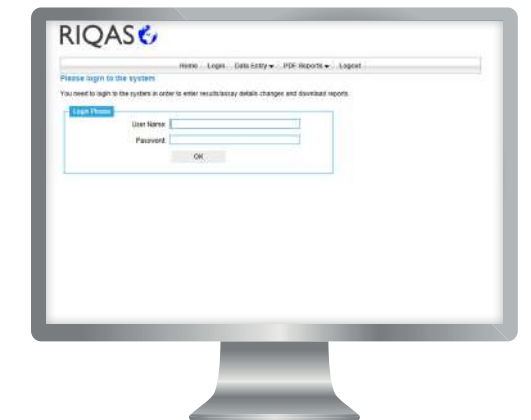 RIQAS
Home Login Data Entry PDF Reports Logout
Please login to the system
You need to login to the system in order to enter results/assay details changes and download reports
Login Please
User Name:
Password:
OK